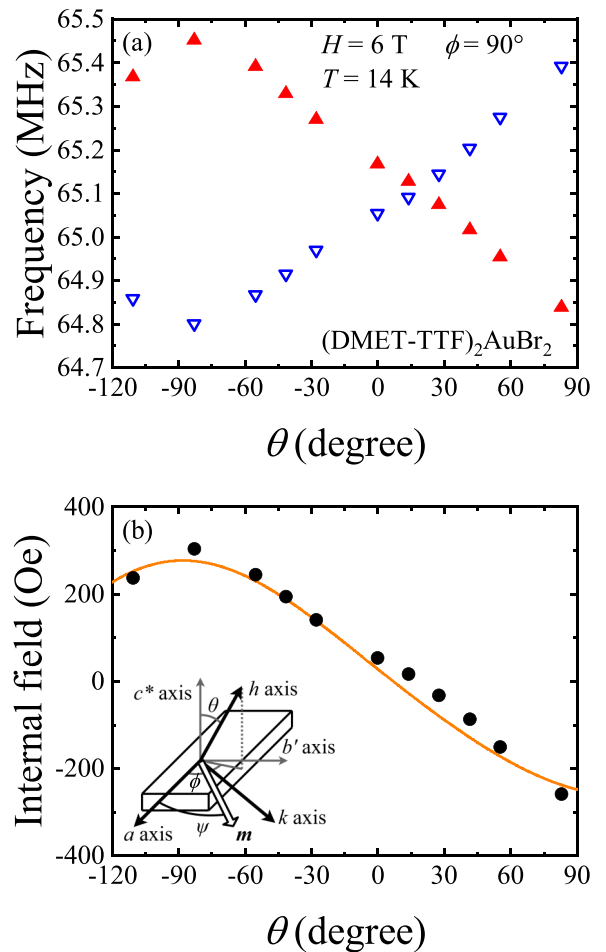 (a)
H = 6 T ϕ = 90°
T = 14 K
Frequency (MHz)
65.5
65.4
65.3
65.2
65.1
65.0
64.9
64.8
64.7
(DMET-TTF)₂AuBr₂
-120 -90 -60 -30 0 30 60 90
θ (degree)
(b)
Internal field (Oe)
400
200
0
-200
-400
c* axis
θ
h axis
b′ axis
ϕ
a axis
ψ
m
k axis
-120 -90 -60 -30 0 30 60 90
θ (degree)